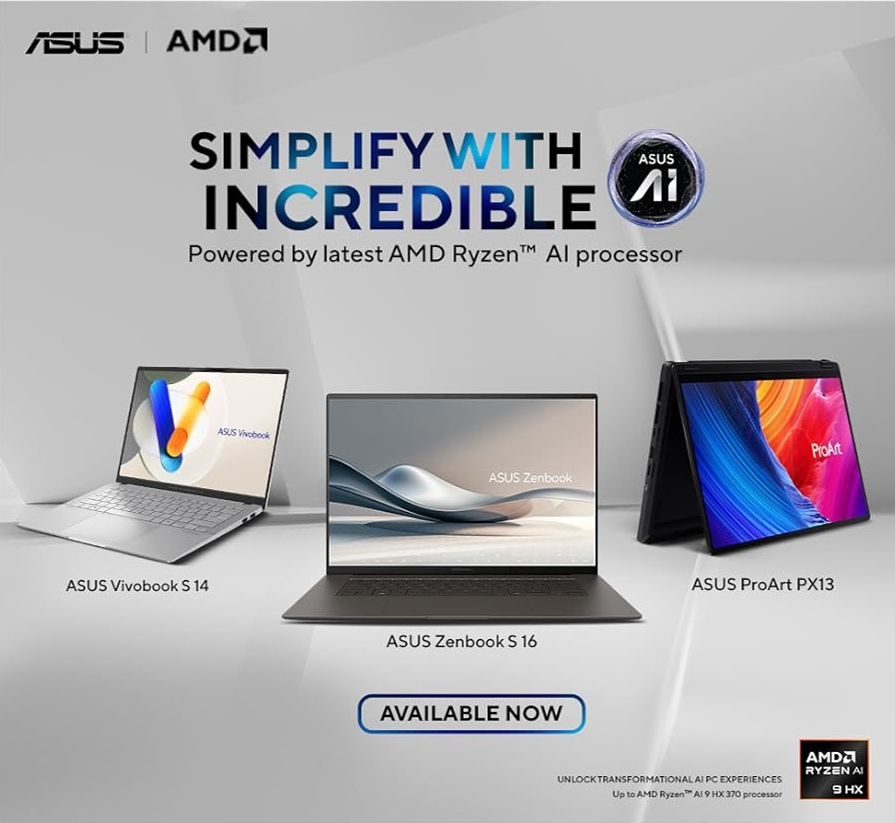 ASUS | AMD
SIMPLIFY WITH
INCREDIBLE
ASUS
Ai
Powered by latest AMD Ryzen™ AI processor
ASUS Vivobook
ASUS Zenbook
ProArt
ASUS Vivobook S 14
ASUS Zenbook S 16
ASUS ProArt PX13
AVAILABLE NOW
UNLOCK TRANSFORMATIONAL AI PC EXPERIENCES
Up to AMD Ryzen™ AI 9 HX 370 processor
AMD
RYZEN AI
9 HX